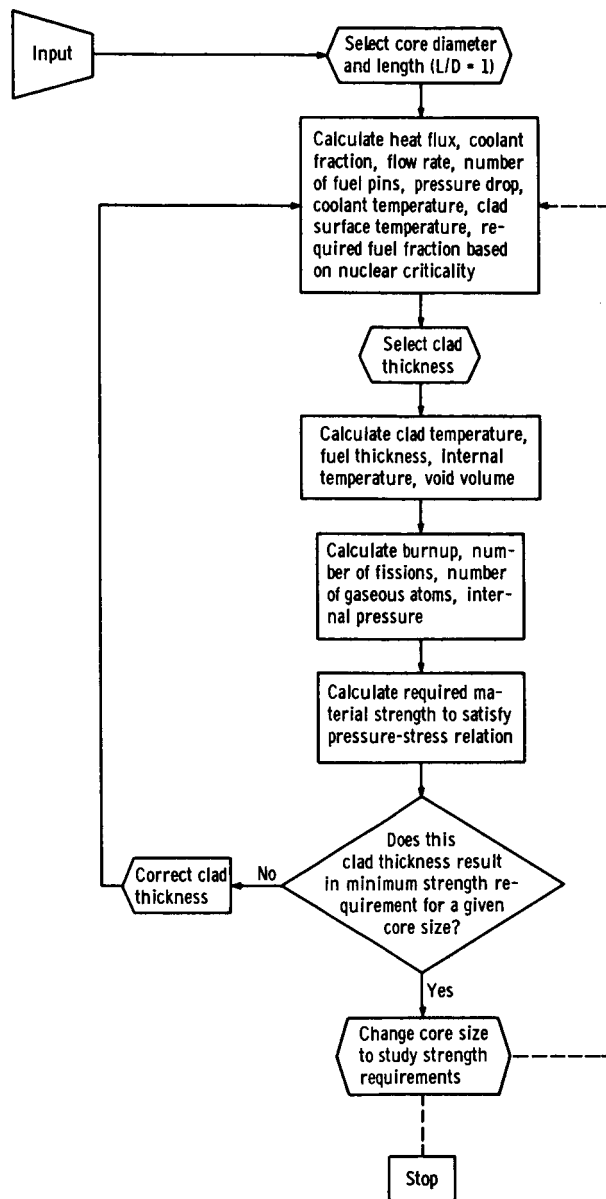 Input
Select core diameter
and length (L/D = 1)
Calculate heat flux, coolant
fraction, flow rate, number
of fuel pins, pressure drop,
coolant temperature, clad
surface temperature, re-
quired fuel fraction based
on nuclear criticality
Select clad
thickness
Calculate clad temperature,
fuel thickness, internal
temperature, void volume
Calculate burnup, num-
ber of fissions, number
of gaseous atoms, inter-
nal pressure
Calculate required ma-
terial strength to satisfy
pressure-stress relation
Does this
clad thickness result
in minimum strength re-
quirement for a given
core size?
No
Correct clad
thickness
Yes
Change core size
to study strength
requirements
Stop